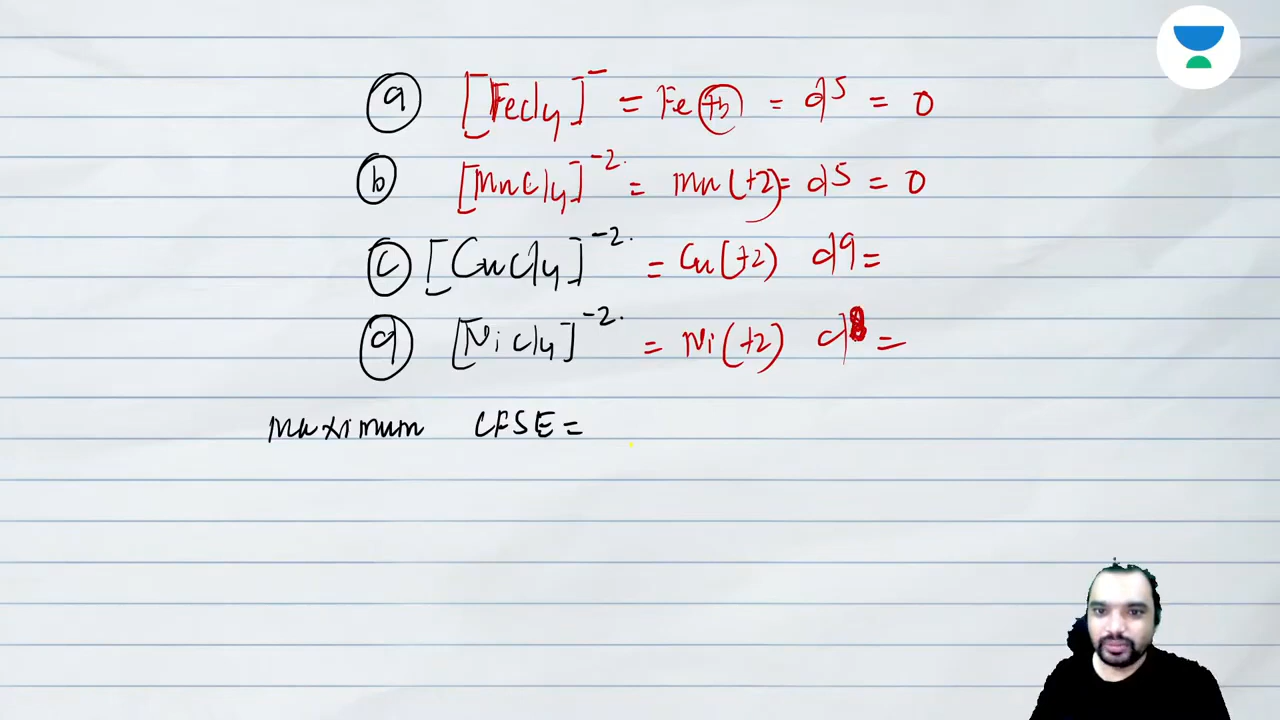 a [FeCl4]⁻ = Fe(+3) = d5 = 0
b [MnCl4]⁻². = Mn(+2) = d5 = 0
c [CuCl4]⁻². = Cu(+2) d9 =
d [NiCl4]⁻². = Ni(+2) d8 =
maximum CFSE =